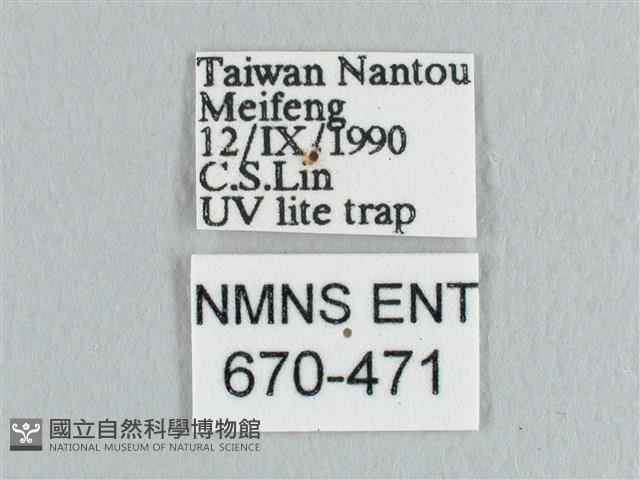 Taiwan Nantou
Meifeng
12/IX/1990
C.S.Lin
UV lite trap
NMNS ENT
670-471
國立自然科學博物館
NATIONAL MUSEUM OF NATURAL SCIENCE